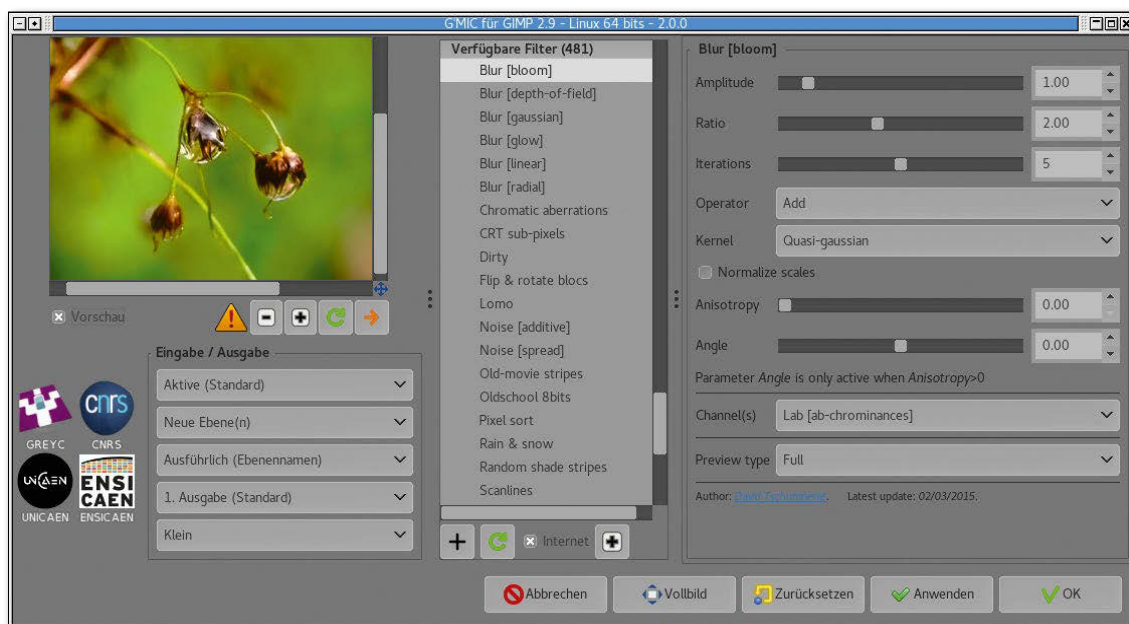 G'MIC für GIMP 2.9 - Linux 64 bits - 2.0.0
Vorschau
Eingabe / Ausgabe
Aktive (Standard)
Neue Ebene(n)
Ausführlich (Ebenennamen)
1. Ausgabe (Standard)
Klein
GREYC
cnrs
CNRS
UNICAEN
UNICAEN
ENSI
CAEN
ENSICAEN
Verfügbare Filter (481)
Blur [bloom]
Blur [depth-of-field]
Blur [gaussian]
Blur [glow]
Blur [linear]
Blur [radial]
Chromatic aberrations
CRT sub-pixels
Dirty
Flip & rotate blocs
Lomo
Noise [additive]
Noise [spread]
Old-movie stripes
Oldschool 8bits
Pixel sort
Rain & snow
Random shade stripes
Scanlines
Internet
Blur [bloom]
Amplitude 1.00
Ratio 2.00
Iterations 5
Operator Add
Kernel Quasi-gaussian
Normalize scales
Anisotropy 0.00
Angle 0.00
Parameter Angle is only active when Anisotropy>0
Channel(s) Lab [ab-chrominances]
Preview type Full
Author: David Tschumperlé. Latest update: 02/03/2015.
Abbrechen
Vollbild
Zurücksetzen
Anwenden
OK